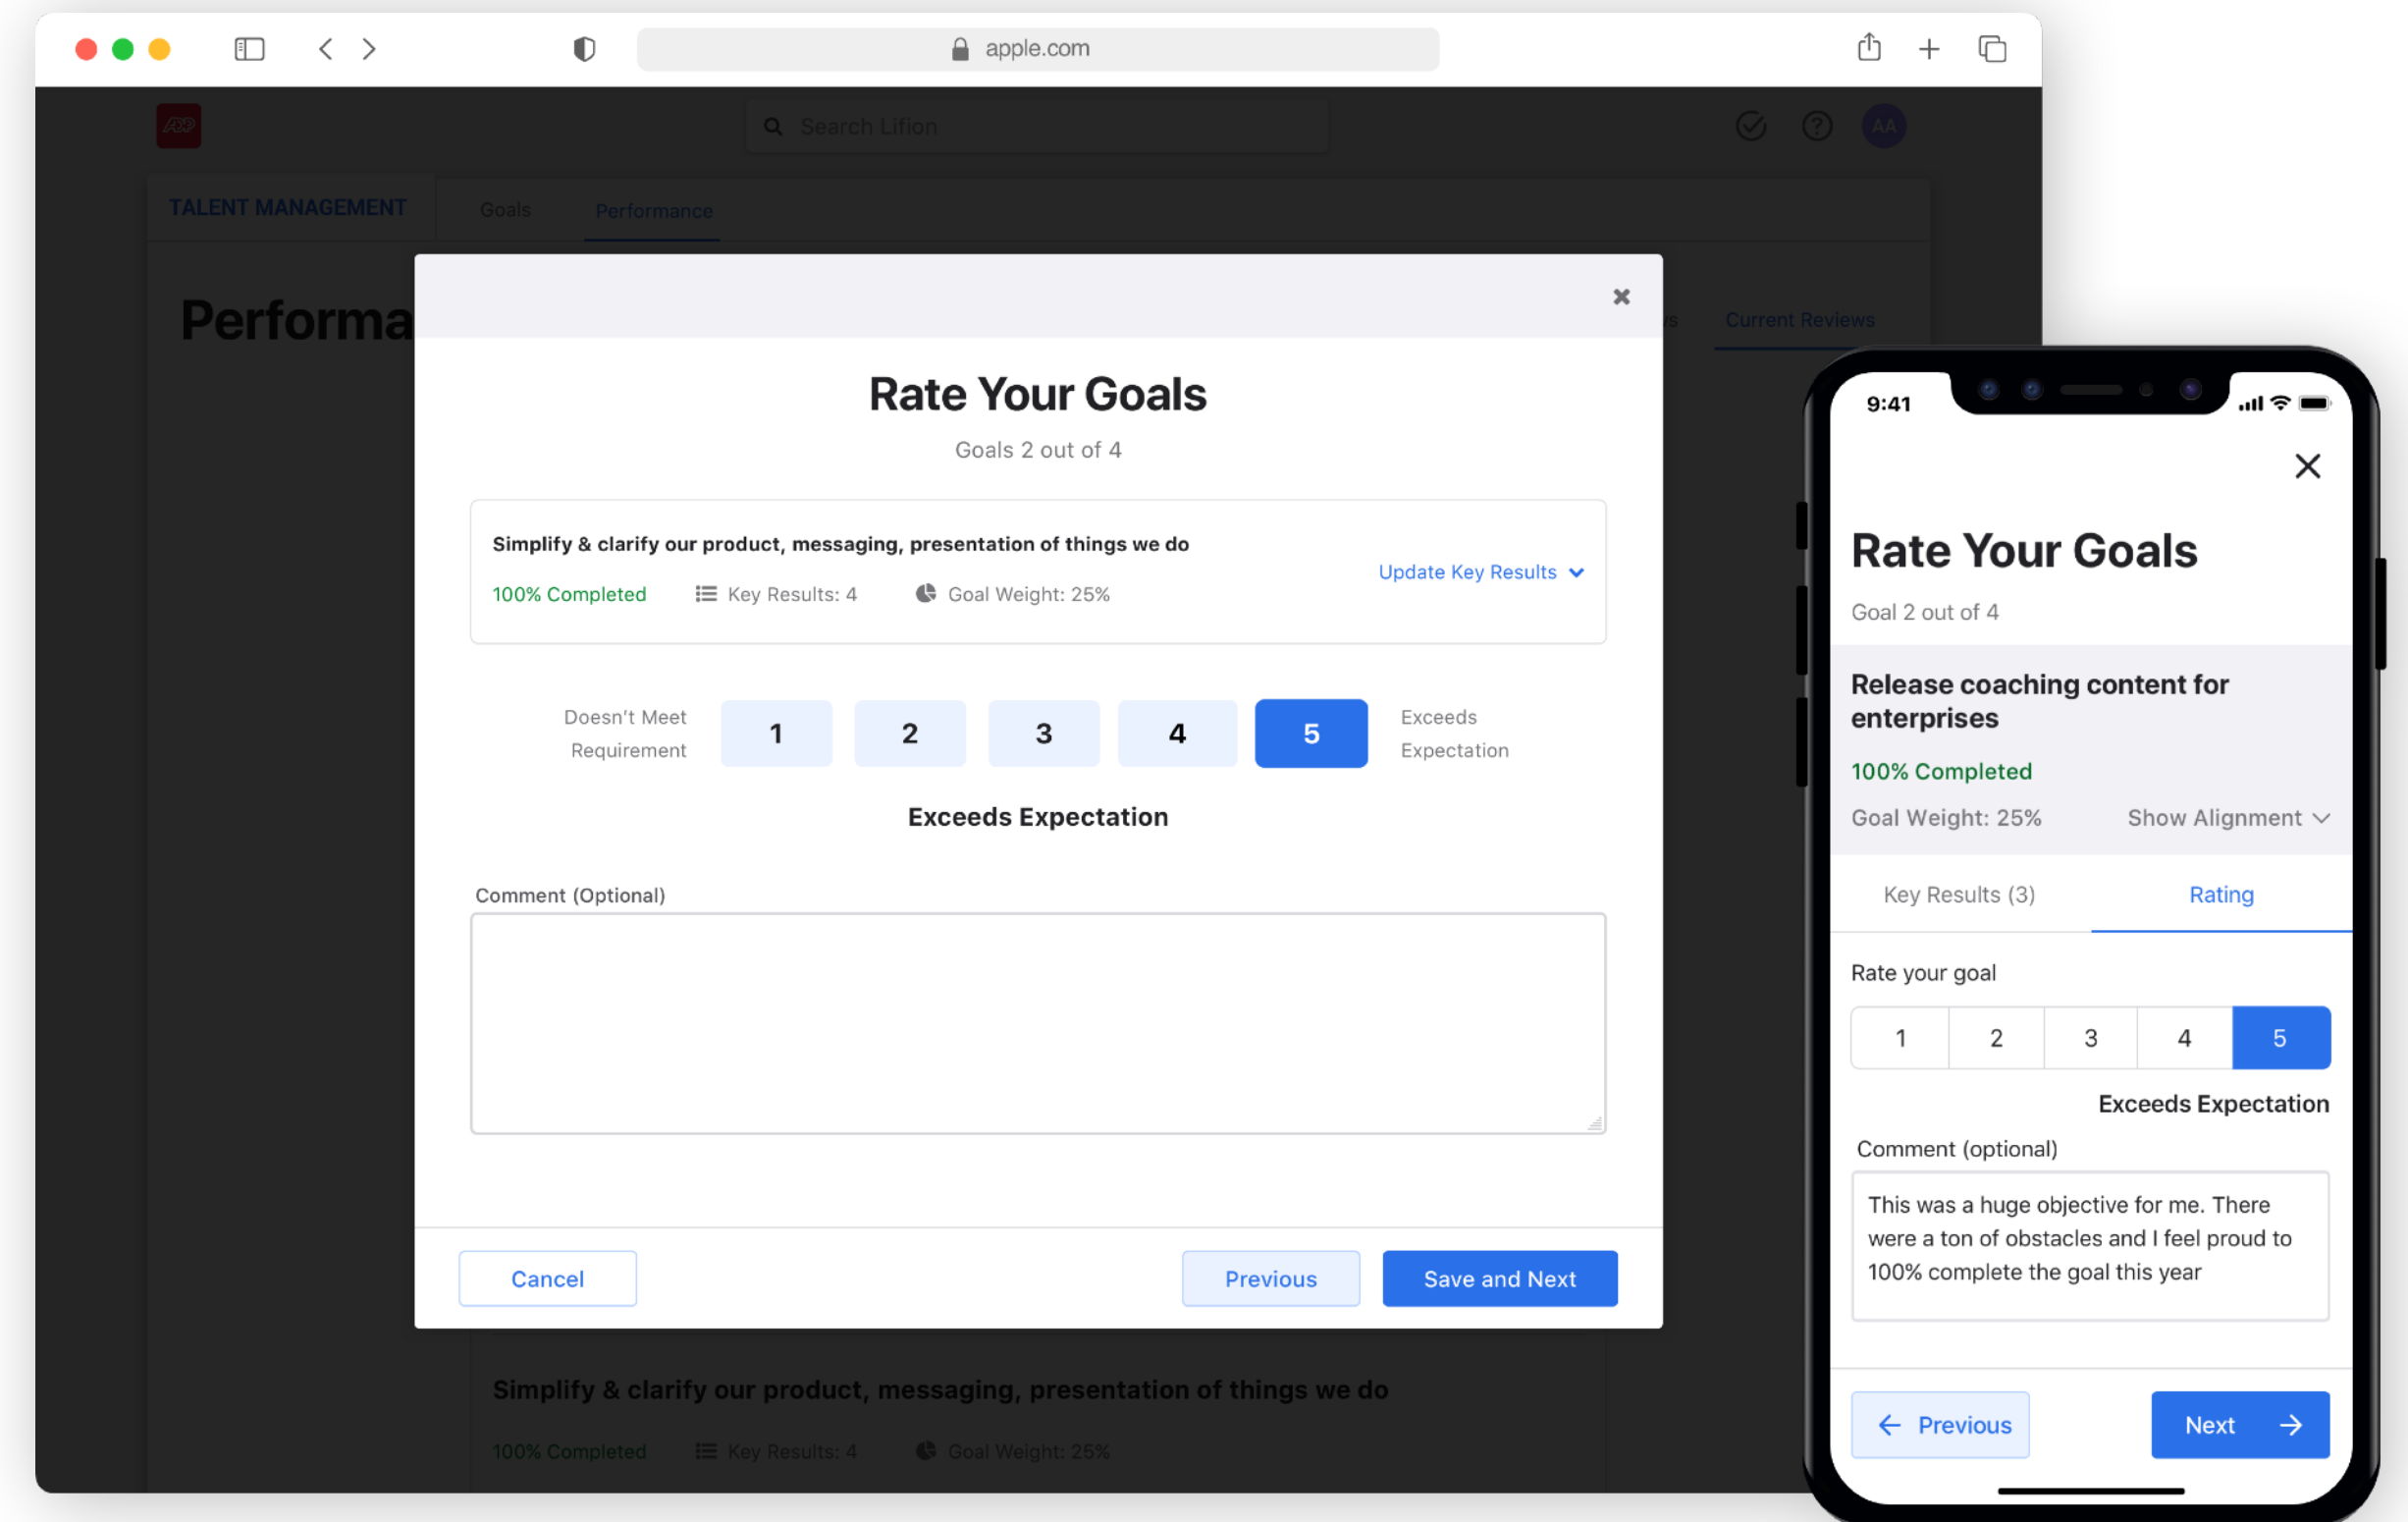 apple.com
ADP
Search Lifion
AA
TALENT MANAGEMENT
Goals
Performance
Performa
Current Reviews
Rate Your Goals
Goals 2 out of 4
Simplify & clarify our product, messaging, presentation of things we do
100% Completed
Key Results: 4
Goal Weight: 25%
Update Key Results
Doesn't Meet
Requirement
1
2
3
4
5
Exceeds
Expectation
Exceeds Expectation
Comment (Optional)
Cancel
Previous
Save and Next
Simplify & clarify our product, messaging, presentation of things we do
100% Completed
Key Results: 4
Goal Weight: 25%
9:41
Rate Your Goals
Goal 2 out of 4
Release coaching content for
enterprises
100% Completed
Goal Weight: 25%
Show Alignment
Key Results (3)
Rating
Rate your goal
1
2
3
4
5
Exceeds Expectation
Comment (optional)
This was a huge objective for me. There
were a ton of obstacles and I feel proud to
100% complete the goal this year
Previous
Next